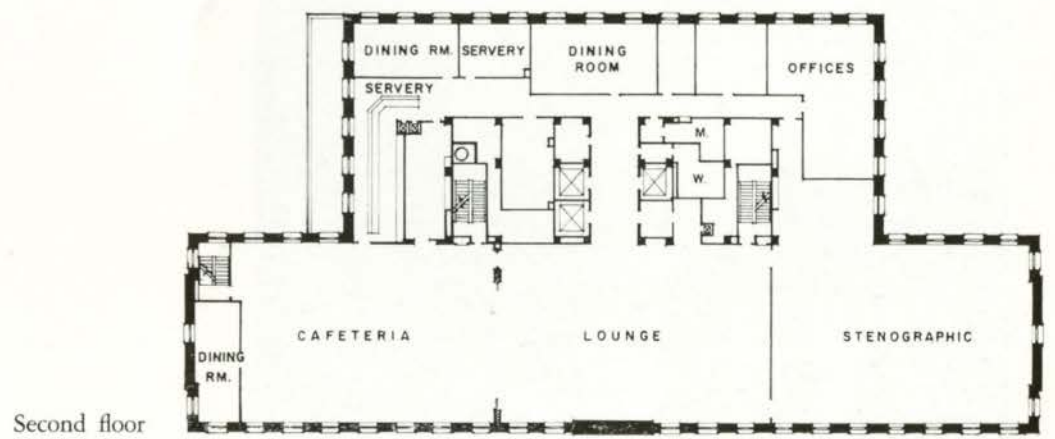 DINING RM.
SERVERY
DINING
ROOM
OFFICES
SERVERY
M.
W.
CAFETERIA
LOUNGE
STENOGRAPHIC
DINING
RM.
Second floor